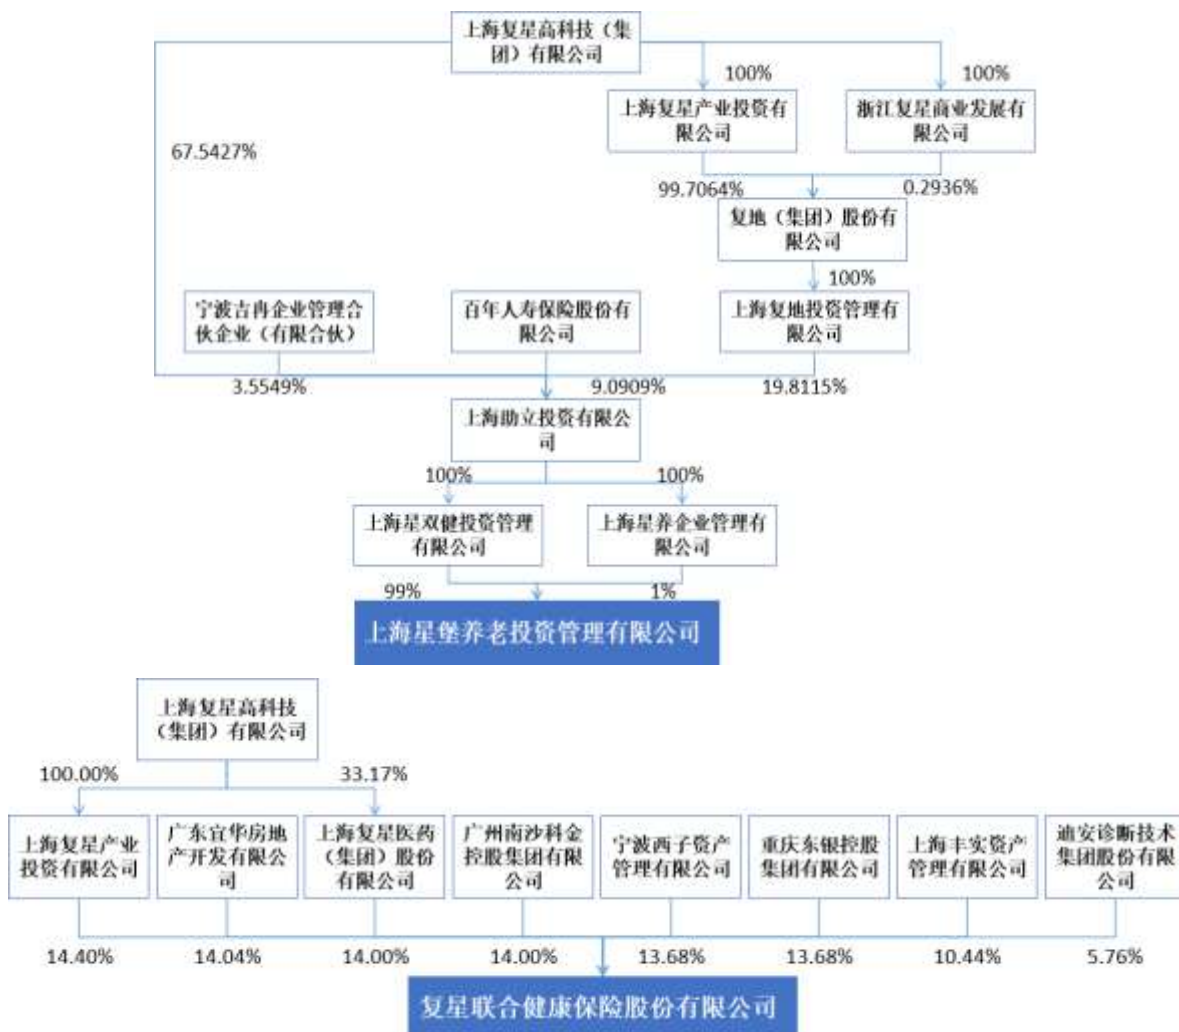 上海复星高科技（集
团）有限公司
100%
100%
上海复星产业投资有
限公司
浙江复星商业发展有
限公司
67.5427%
99.7064%
0.2936%
复地（集团）股份有
限公司
100%
宁波吉冉企业管理合
伙企业（有限合伙）
百年人寿保险股份有
限公司
上海复地投资管理有
限公司
3.5549%
9.0909%
19.8115%
上海助立投资有限公
司
100%
100%
上海星双健投资管理
有限公司
上海星养企业管理有
限公司
99%
1%
上海星堡养老投资管理有限公司
上海复星高科技
（集团）有限公司
100.00%
33.17%
上海复星产业
投资有限公司
广东宜华房地
产开发有限公
司
上海复星医药
（集团）股份
有限公司
广州南沙科金
控股集团有限
公司
宁波西子资产
管理有限公司
重庆东银控股
集团有限公司
上海丰实资产
管理有限公司
迪安诊断技术
集团股份有限
公司
14.40%
14.04%
14.00%
14.00%
13.68%
13.68%
10.44%
5.76%
复星联合健康保险股份有限公司